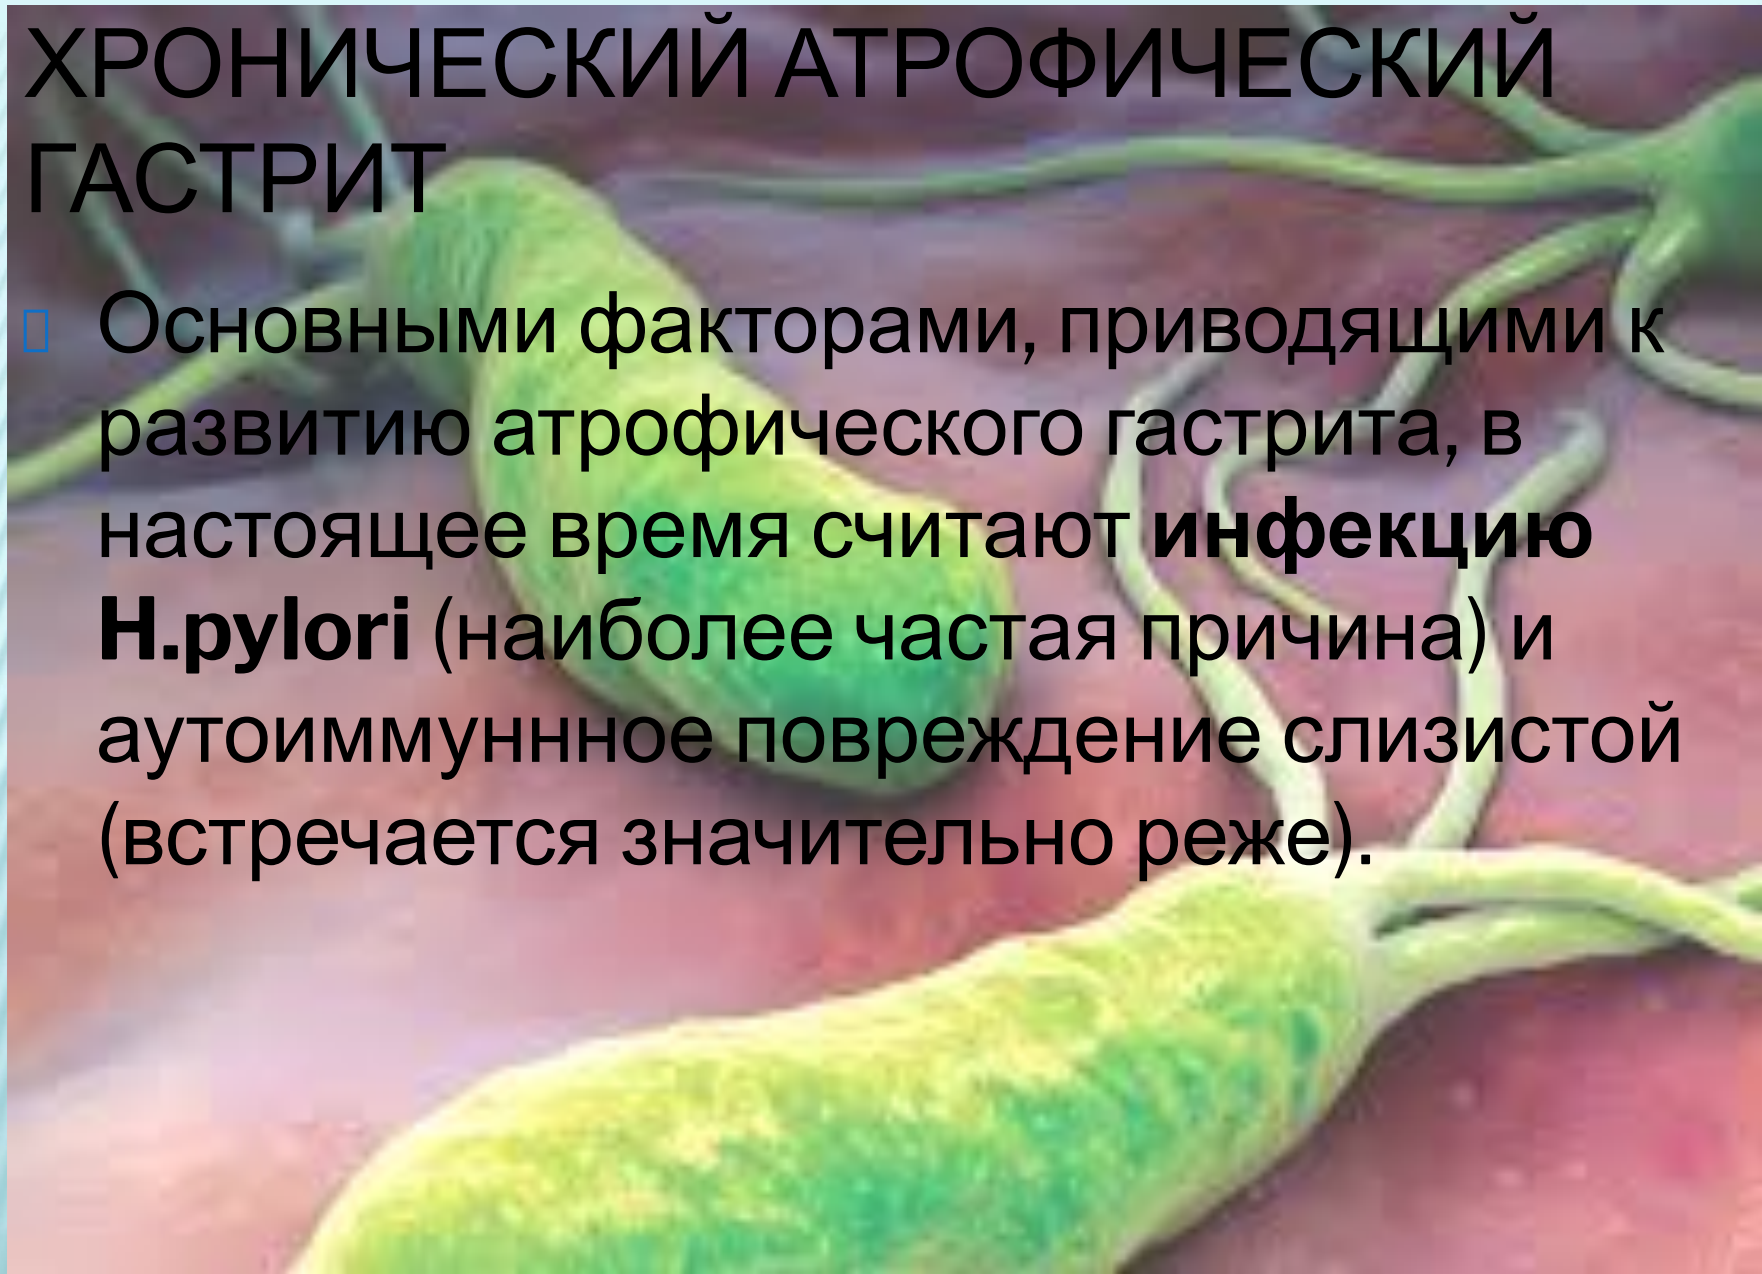 ХРОНИЧЕСКИЙ АТРОФИЧЕСКИЙ
ГАСТРИТ
Основными факторами, приводящими к
развитию атрофического гастрита, в
настоящее время считают инфекцию
H.pylori (наиболее частая причина) и
аутоиммуннное повреждение слизистой
(встречается значительно реже).